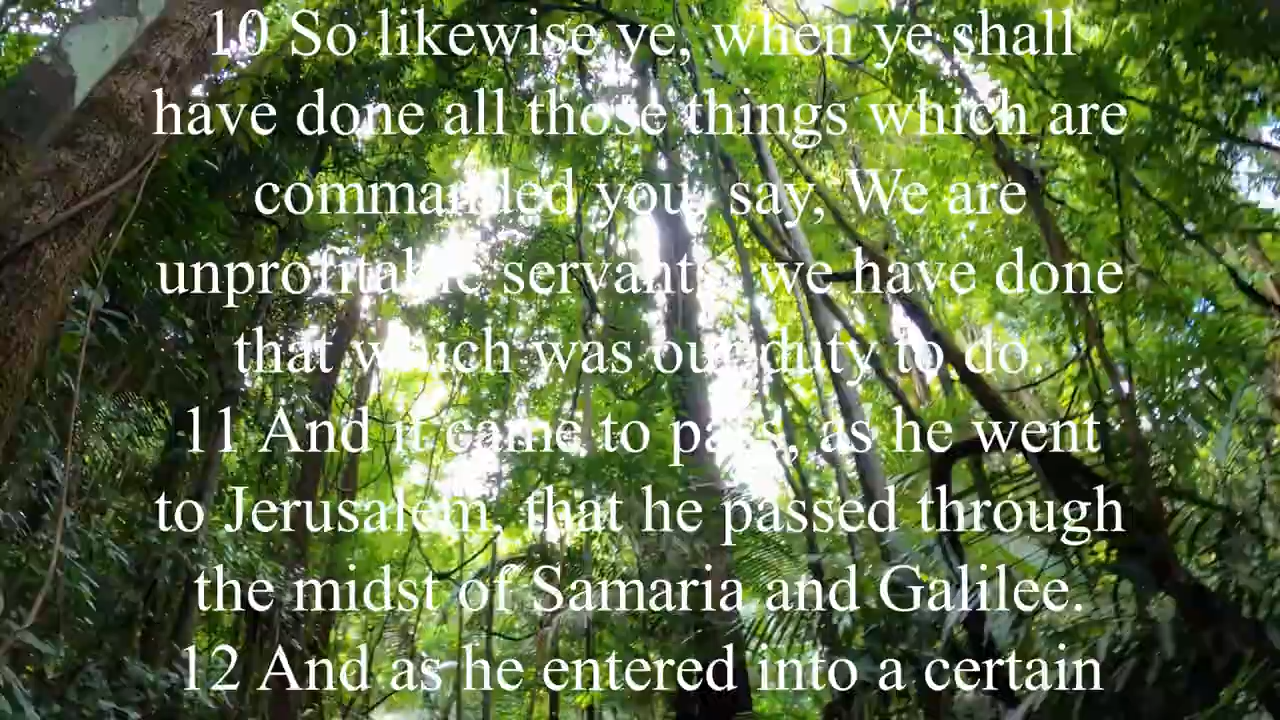 10 So likewise ye, when ye shall
have done all those things which are
commanded you, say, We are
unprofitable servants: we have done
that which was our duty to do.
11 And it came to pass, as he went
to Jerusalem, that he passed through
the midst of Samaria and Galilee.
12 And as he entered into a certain